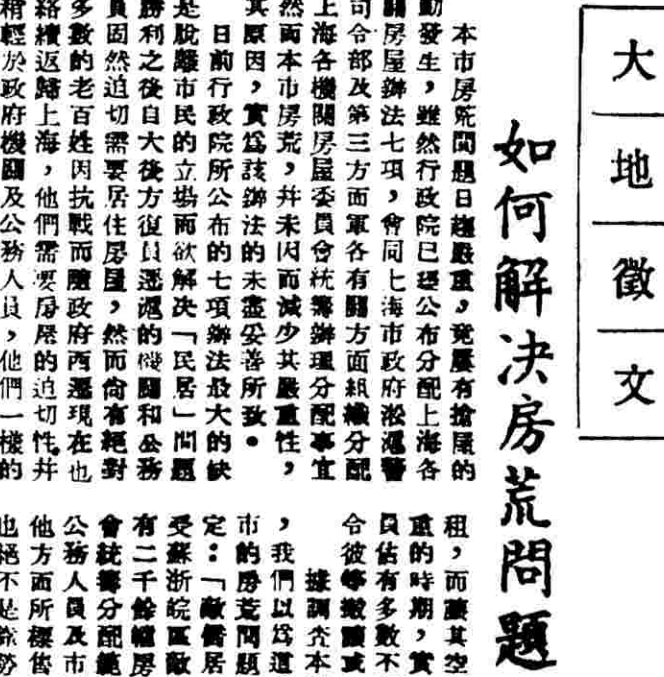 大地徵文
如何解决房荒問題
本市房荒問題日趨嚴重，竟屢有搶屋的
動發生，雖然行政院已經公布分配上海各
關房屋辦法七項，會同上海市政府淞滬警
司令部及第三方面軍各有關方面組織分配
上海各機關房屋委員會統籌辦理分配事宜
然而本市房荒，并未因而減少其嚴重性，
其原因，實爲該辦法的未盡妥善所致。
日前行政院所公布的七項辦法最大的缺
是脫離市民的立場而欲解决「民居」問題
勝利之後自大後方復員遷滬的機關和公務
員固然迫切需要居住房屋，然而尚有絕對
多數的老百姓因抗戰而隨政府西遷現在也
絡續返歸上海，他們需要房屋的迫切性，并
稍輕於政府機關及公務人員，他們一樣的
租，而讓其空
重的時期，實
員佔有多數不
令彼等撤讓或
據調查本
，我們以爲這
市的房荒問題
定：「敵僑居
受蘇浙皖區敵
有二千餘幢房
會統籌分配範
公務人員及市
他方面所標售
也絕不是